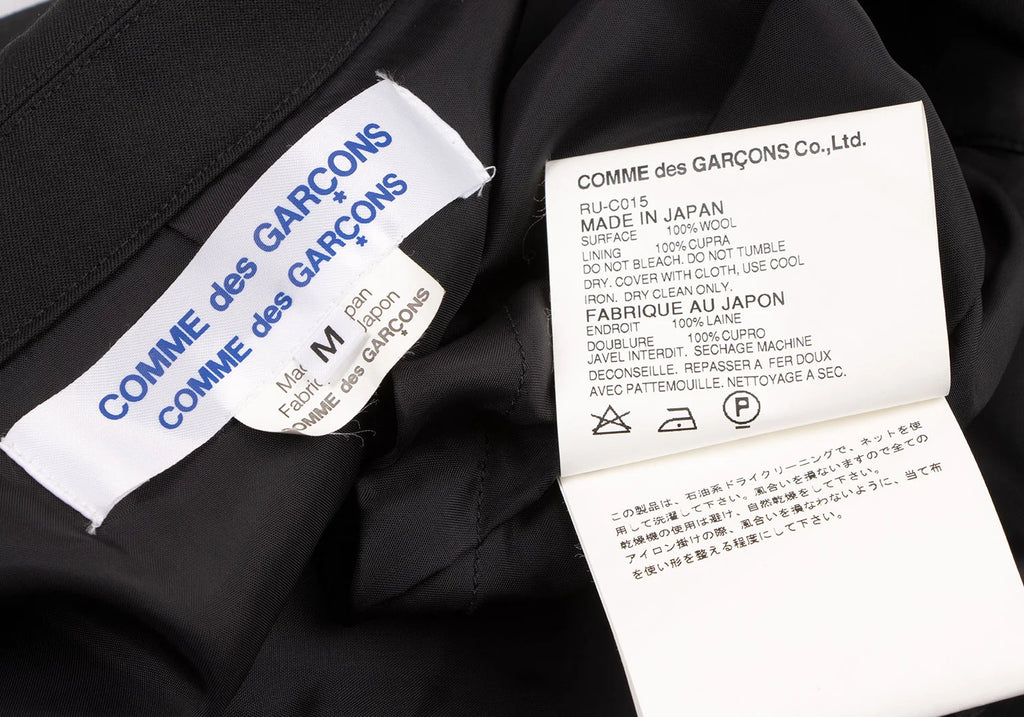 COMME des GARÇONS
*
COMME des GARÇONS
*
M
pan
Japon
Mad
Fabric
COMME des GARÇONS
COMME des GARÇONS Co.,Ltd.
RU-C015
MADE IN JAPAN
SURFACE 100% WOOL
LINING 100% CUPRA
DO NOT BLEACH. DO NOT TUMBLE
DRY. COVER WITH CLOTH, USE COOL
IRON. DRY CLEAN ONLY.
FABRIQUE AU JAPON
ENDROIT 100% LAINE
DOUBLURE 100% CUPRO
JAVEL INTERDIT. SECHAGE MACHINE
DECONSEILLE. REPASSER A FER DOUX
AVEC PATTEMOUILLE. NETTOYAGE A SEC.
P
この製品は、石油系ドライクリーニングで、ネットを使
用して洗濯して下さい。風合いを損ないますので全ての
乾燥機の使用は避け、自然乾燥をして下さい。
アイロン掛けの際、風合いを損なわないように、当て布
を使い形を整える程度にして下さい。